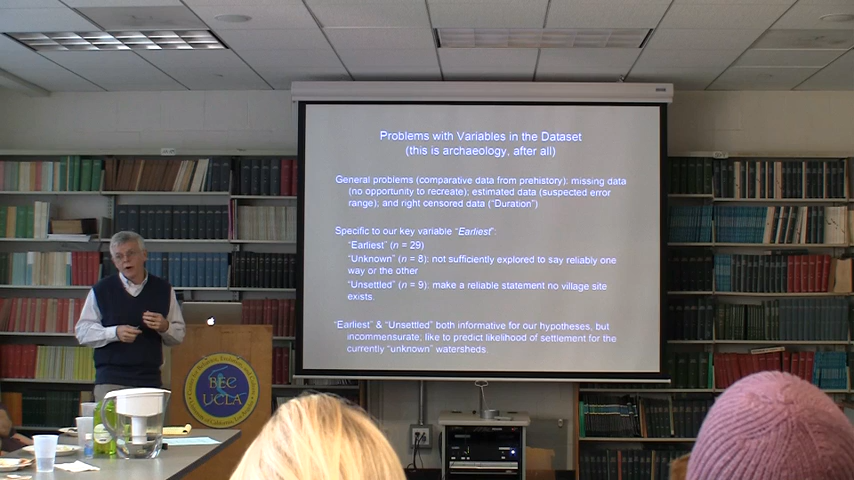 Problems with Variables in the Dataset
(this is archaeology, after all)
General problems (comparative data from prehistory): missing data
(no opportunity to recreate); estimated data (suspected error
range); and right censored data ("Duration")
Specific to our key variable "Earliest":
"Earliest" (n = 29)
"Unknown" (n = 8): not sufficiently explored to say reliably one
way or the other
"Unsettled" (n = 9): make a reliable statement no village site
exists.
"Earliest" & "Unsettled" both informative for our hypotheses, but
incommensurate; like to predict likelihood of settlement for the
currently "unknown" watersheds.
BEC
UCLA